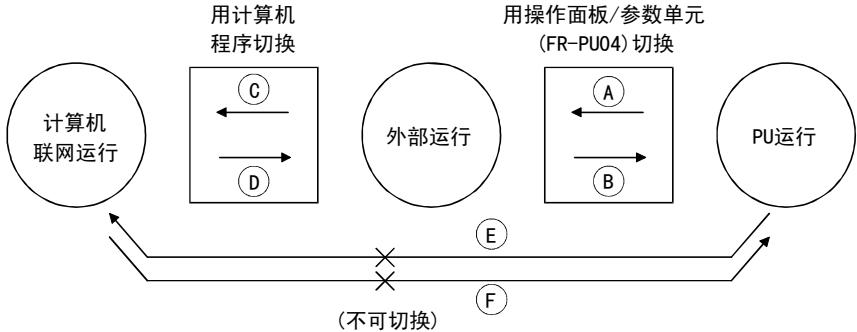 用计算机
程序切换
用操作面板/参数单元
(FR-PU04)切换
C
A
计算机
联网运行
外部运行
PU运行
D
B
E
F
(不可切换)